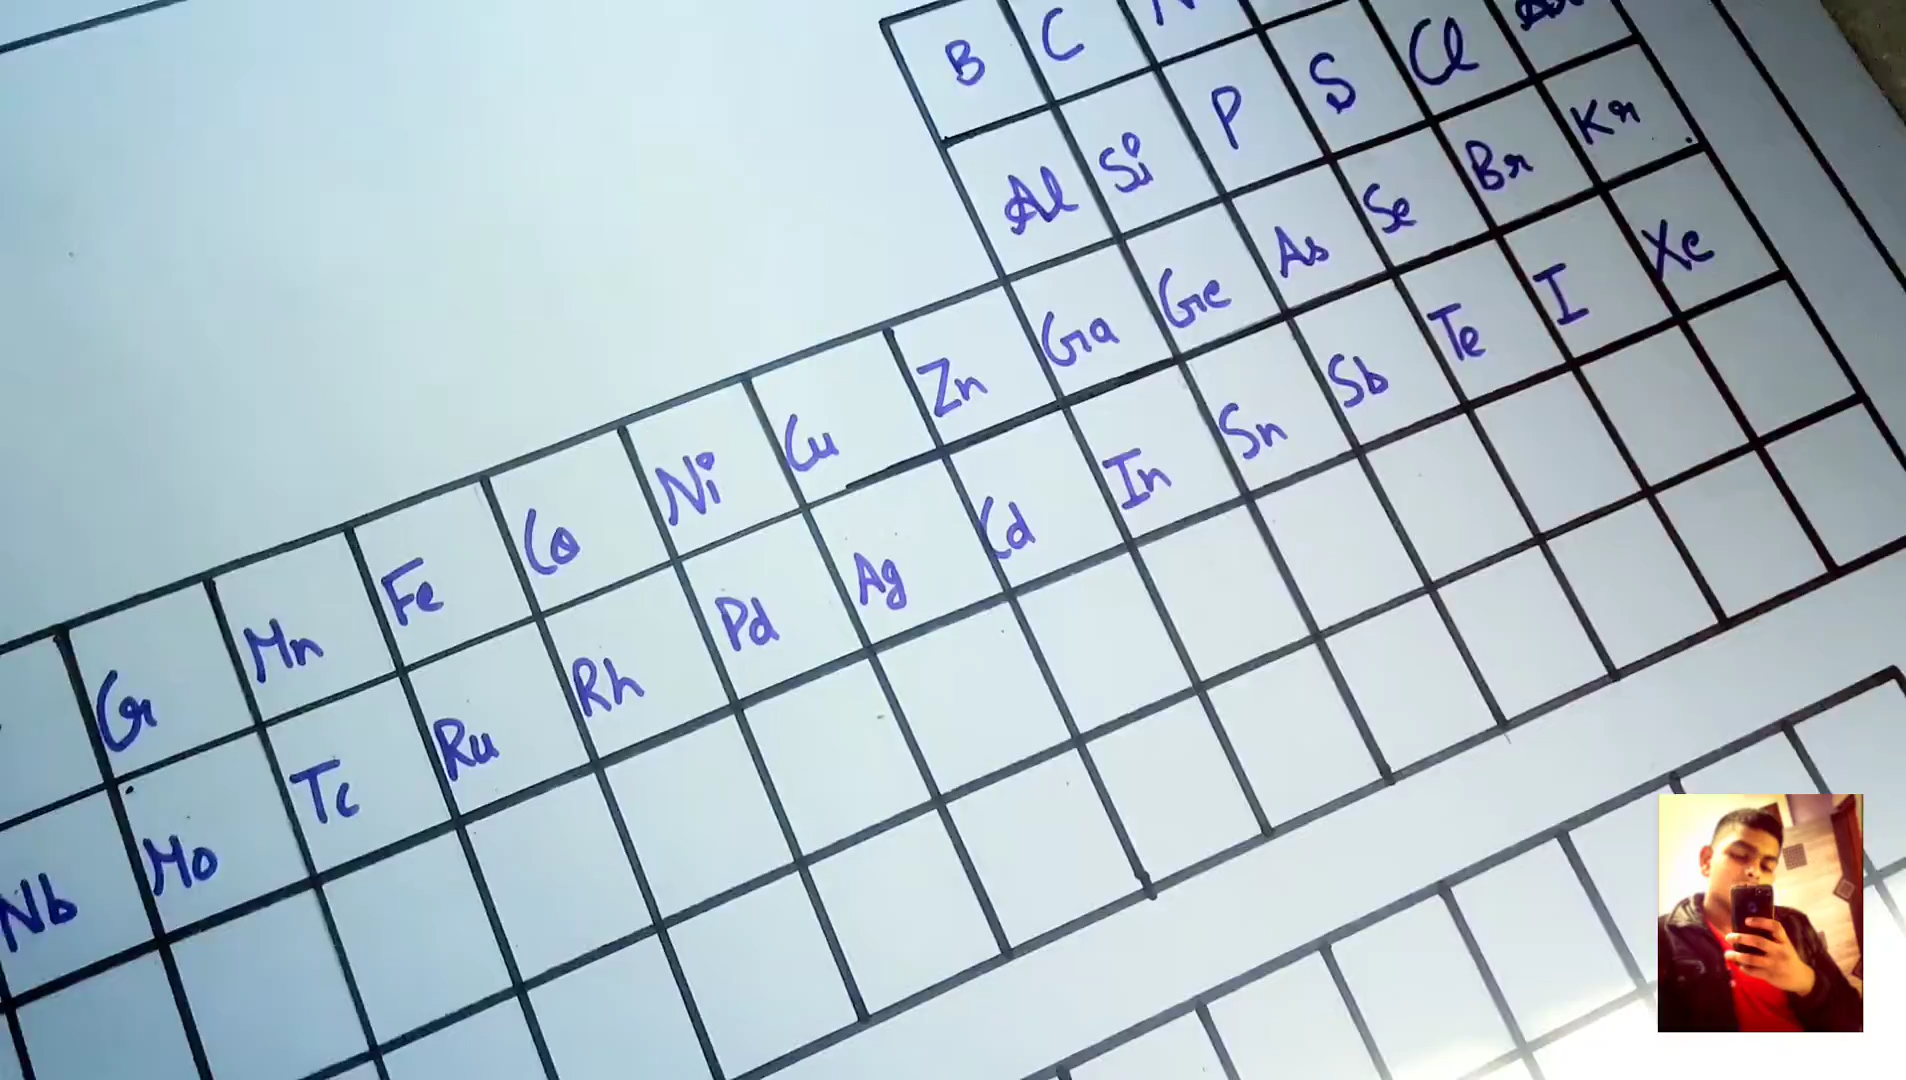 B C N
Al Si P S Cl Ar
Cr Mn Fe Co Ni Cu Zn Ga Ge As Se Br Kr
Nb Mo Tc Ru Rh Pd Ag Cd In Sn Sb Te I Xe